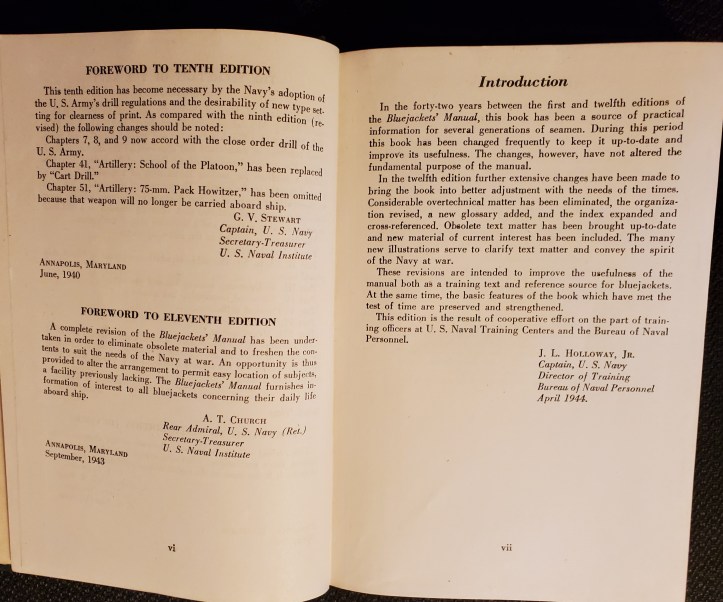 FOREWORD TO TENTH EDITION
This tenth edition has become necessary by the Navy's adoption of
the U. S. Army's drill regulations and the desirability of new type set-
ting for clearness of print. As compared with the ninth edition (re-
vised) the following changes should be noted:
Chapters 7, 8, and 9 now accord with the close order drill of the
U. S. Army.
Chapter 41, "Artillery: School of the Platoon," has been replaced
by "Cart Drill."
Chapter 51, "Artillery: 75-mm. Pack Howitzer," has been omitted
because that weapon will no longer be carried aboard ship.
G. V. STEWART
Captain, U. S. Navy
Secretary-Treasurer
U. S. Naval Institute
ANNAPOLIS, MARYLAND
June, 1940
FOREWORD TO ELEVENTH EDITION
A complete revision of the Bluejackets' Manual has been under-
taken in order to eliminate obsolete material and to freshen the con-
tents to suit the needs of the Navy at war. An opportunity is thus
provided to alter the arrangement to permit easy location of subjects,
a facility previously lacking. The Bluejackets' Manual furnishes in-
formation of interest to all bluejackets concerning their daily life
aboard ship.
A. T. CHURCH
Rear Admiral, U. S. Navy (Ret.)
Secretary-Treasurer
U. S. Naval Institute
ANNAPOLIS, MARYLAND
September, 1943
vi
Introduction
In the forty-two years between the first and twelfth editions of
the Bluejackets' Manual, this book has been a source of practical
information for several generations of seamen. During this period
this book has been changed frequently to keep it up-to-date and
improve its usefulness. The changes, however, have not altered the
fundamental purpose of the manual.
In the twelfth edition further extensive changes have been made to
bring the book into better adjustment with the needs of the times.
Considerable overtechnical matter has been eliminated, the organiza-
tion revised, a new glossary added, and the index expanded and
cross-referenced. Obsolete text matter has been brought up-to-date
and new material of current interest has been included. The many
new illustrations serve to clarify text matter and convey the spirit
of the Navy at war.
These revisions are intended to improve the usefulness of the
manual both as a training text and reference source for bluejackets.
At the same time, the basic features of the book which have met the
test of time are preserved and strengthened.
This edition is the result of cooperative effort on the part of train-
ing officers at U. S. Naval Training Centers and the Bureau of Naval
Personnel.
J. L. HOLLOWAY, JR.
Captain, U. S. Navy
Director of Training
Bureau of Naval Personnel
April 1944.
vii